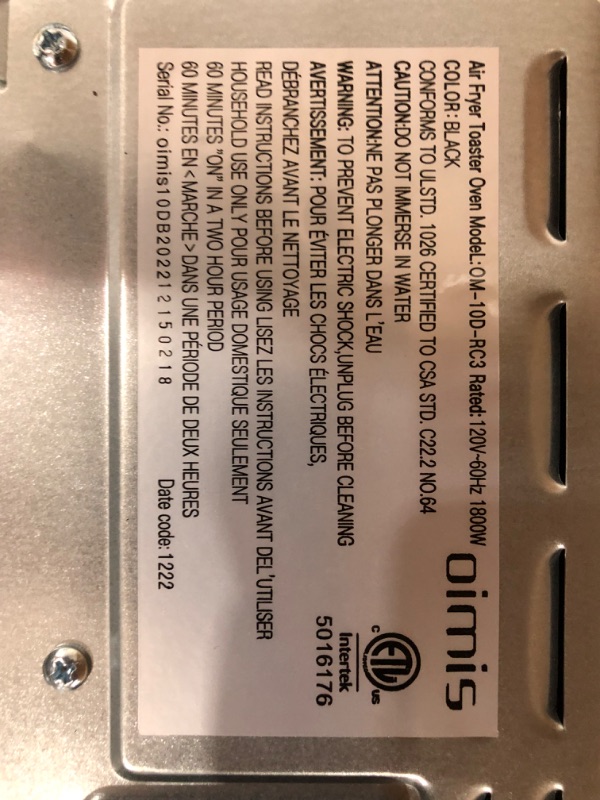 Air Fryer Toaster Oven Model:OM-10D-RC3 Rated: 120V~60Hz 1800W
COLOR: BLACK
oimis
CONFORMS TO ULSTD. 1026 CERTIFIED TO CSA STD. C22.2 NO.64
CAUTION:DO NOT IMMERSE IN WATER
ATTENTION:NE PAS PLONGER DANS L'EAU
WARNING: TO PREVENT ELECTRIC SHOCK,UNPLUG BEFORE CLEANING
AVERTISSEMENT: POUR ÉVITER LES CHOCS ÉLECTRIQUES,
DÉBRANCHEZ AVANT LE NETTOYAGE
C ETL US
Intertek
5016176
READ INSTRUCTIONS BEFORE USING LISEZ LES INSTRUCTIONS AVANT DEL'UTILISER
HOUSEHOLD USE ONLY POUR USAGE DOMESTIQUE SEULEMENT
60 MINUTES "ON" IN A TWO HOUR PERIOD
60 MINUTES EN < MARCHE > DANS UNE PÉRIODE DE DEUX HEURES
Serial No.: oimis10DB202212150218 Date code: 1222